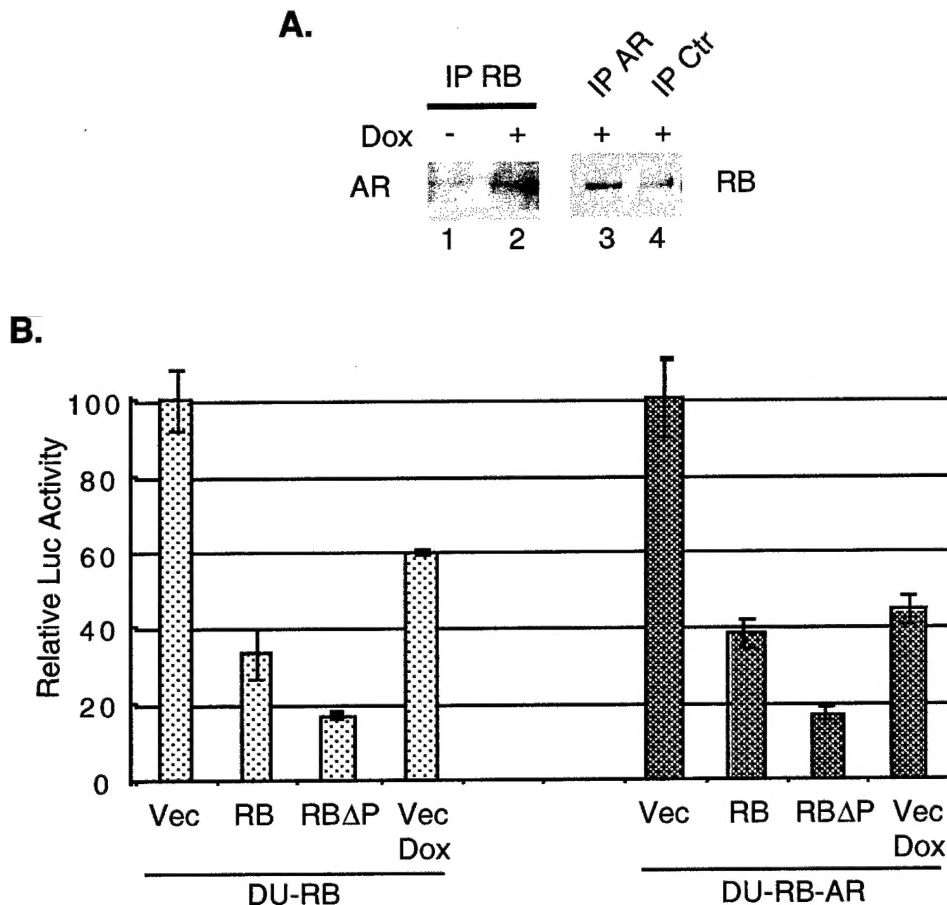 A.
IP RB
IP AR
IP Ctr
Dox - + + +
AR
RB
1 2 3 4
B.
Relative Luc Activity
100
80
60
40
20
0
Vec RB RBΔP Vec Dox
Vec RB RBΔP Vec Dox
DU-RB
DU-RB-AR